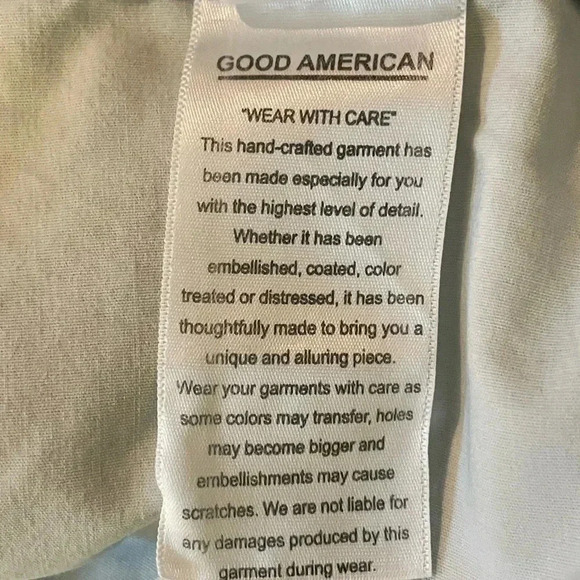 GOOD AMERICAN
"WEAR WITH CARE"
This hand-crafted garment has
been made especially for you
with the highest level of detail.
Whether it has been
embellished, coated, color
treated or distressed, it has been
thoughtfully made to bring you a
unique and alluring piece.
Wear your garments with care as
some colors may transfer, holes
may become bigger and
embellishments may cause
scratches. We are not liable for
any damages produced by this
garment during wear.